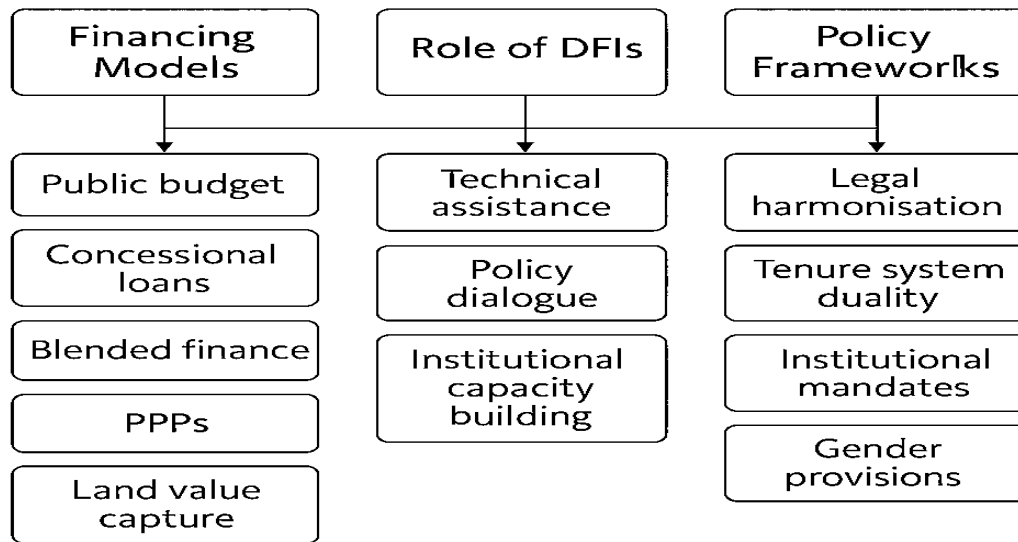 Financing
Models
Role of DFIs
Policy
Frameworks
Public budget
Concessional
loans
Blended finance
PPPs
Land value
capture
Technical
assistance
Policy
dialogue
Institutional
capacity
building
Legal
harmonisation
Tenure system
duality
Institutional
mandates
Gender
provisions